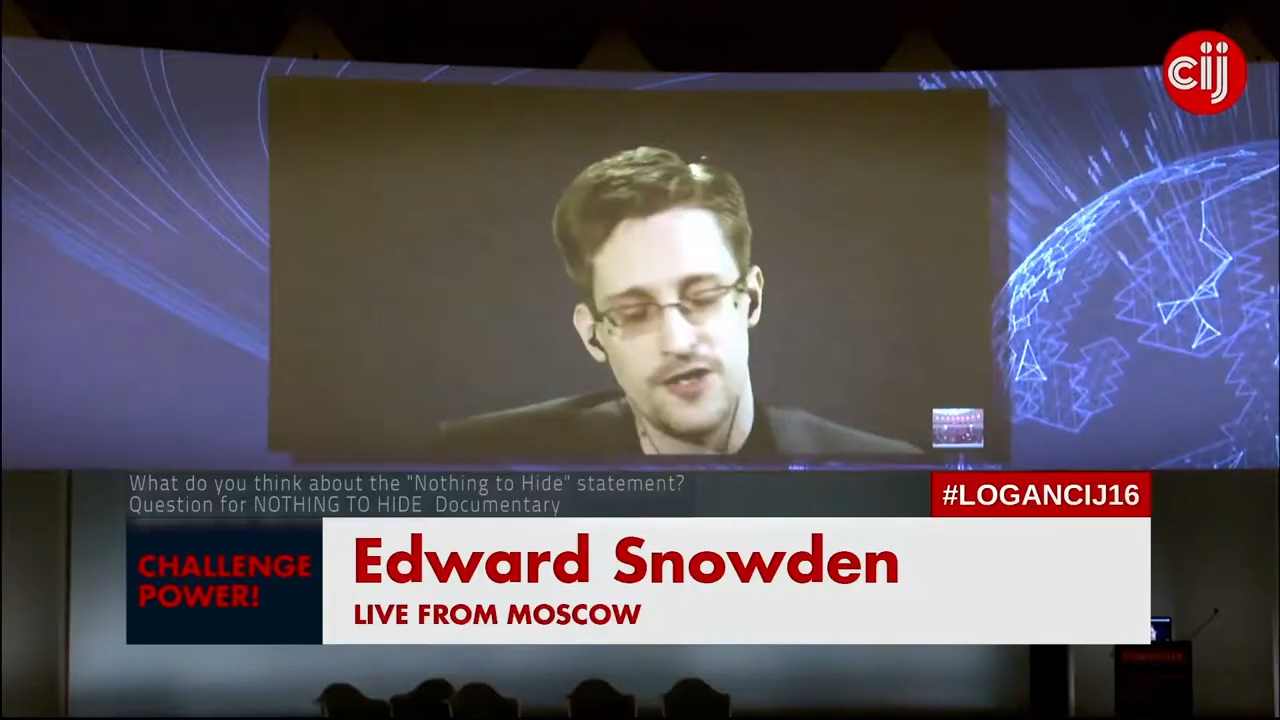 cij
What do you think about the "Nothing to Hide" statement?
Question for NOTHING TO HIDE Documentary
#LOGANCIJ16
CHALLENGE
POWER!
Edward Snowden
LIVE FROM MOSCOW